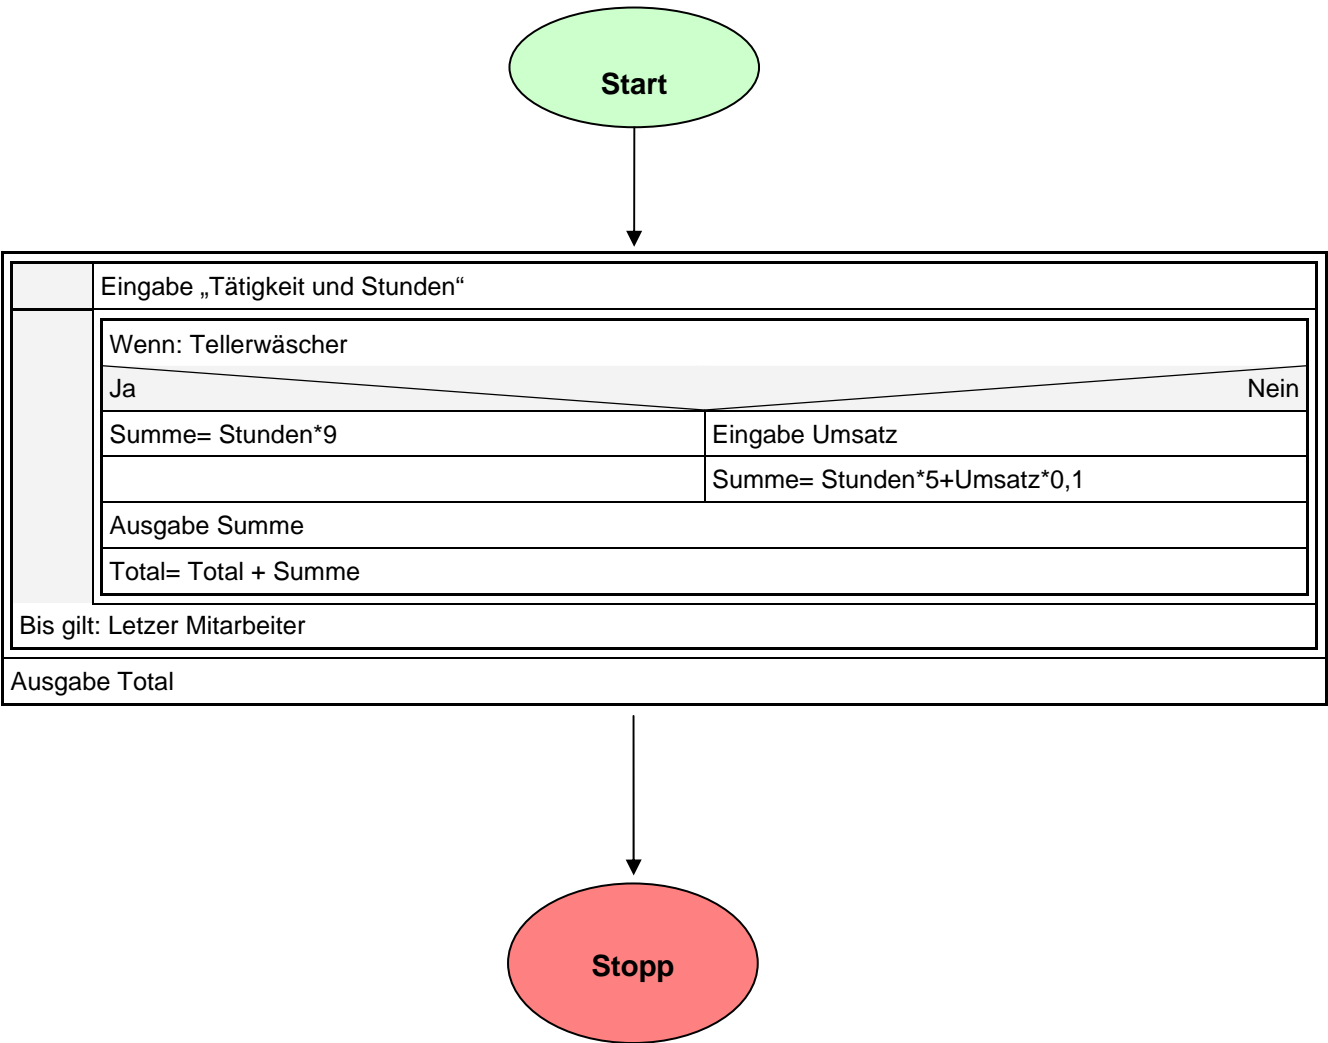 Start
Eingabe „Tätigkeit und Stunden“
Wenn: Tellerwäscher
Ja
Nein
Summe= Stunden*9
Eingabe Umsatz
Summe= Stunden*5+Umsatz*0,1
Ausgabe Summe
Total= Total + Summe
Bis gilt: Letzer Mitarbeiter
Ausgabe Total
Stopp